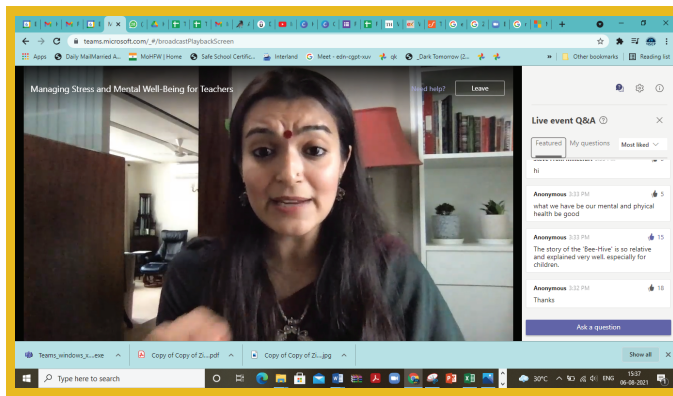 teams.microsoft.com/_#/broadcastPlaybackScreen
Apps Daily MailMarried A... MoHFW | Home Safe School Certific... Interland Meet - edn-cgpt-xuv qk _Dark Tomorrow (2... » Other bookmarks Reading list
Managing Stress and Mental Well-Being for Teachers
Need help? Leave
Live event Q&A
Featured My questions Most liked
hi
Anonymous 3:33 PM 5
what we have be our mental and phyical
health be good
Anonymous 3:33 PM 15
The story of the 'Bee-Hive' is so relative
and explained very well. especially for
children.
Anonymous 3:32 PM 18
Thanks
Ask a question
Teams_windows_x....exe Copy of Copy of Zi....pdf Copy of Copy of Zi....jpg Show all
Type here to search 30°C ENG 15:37
06-08-2021